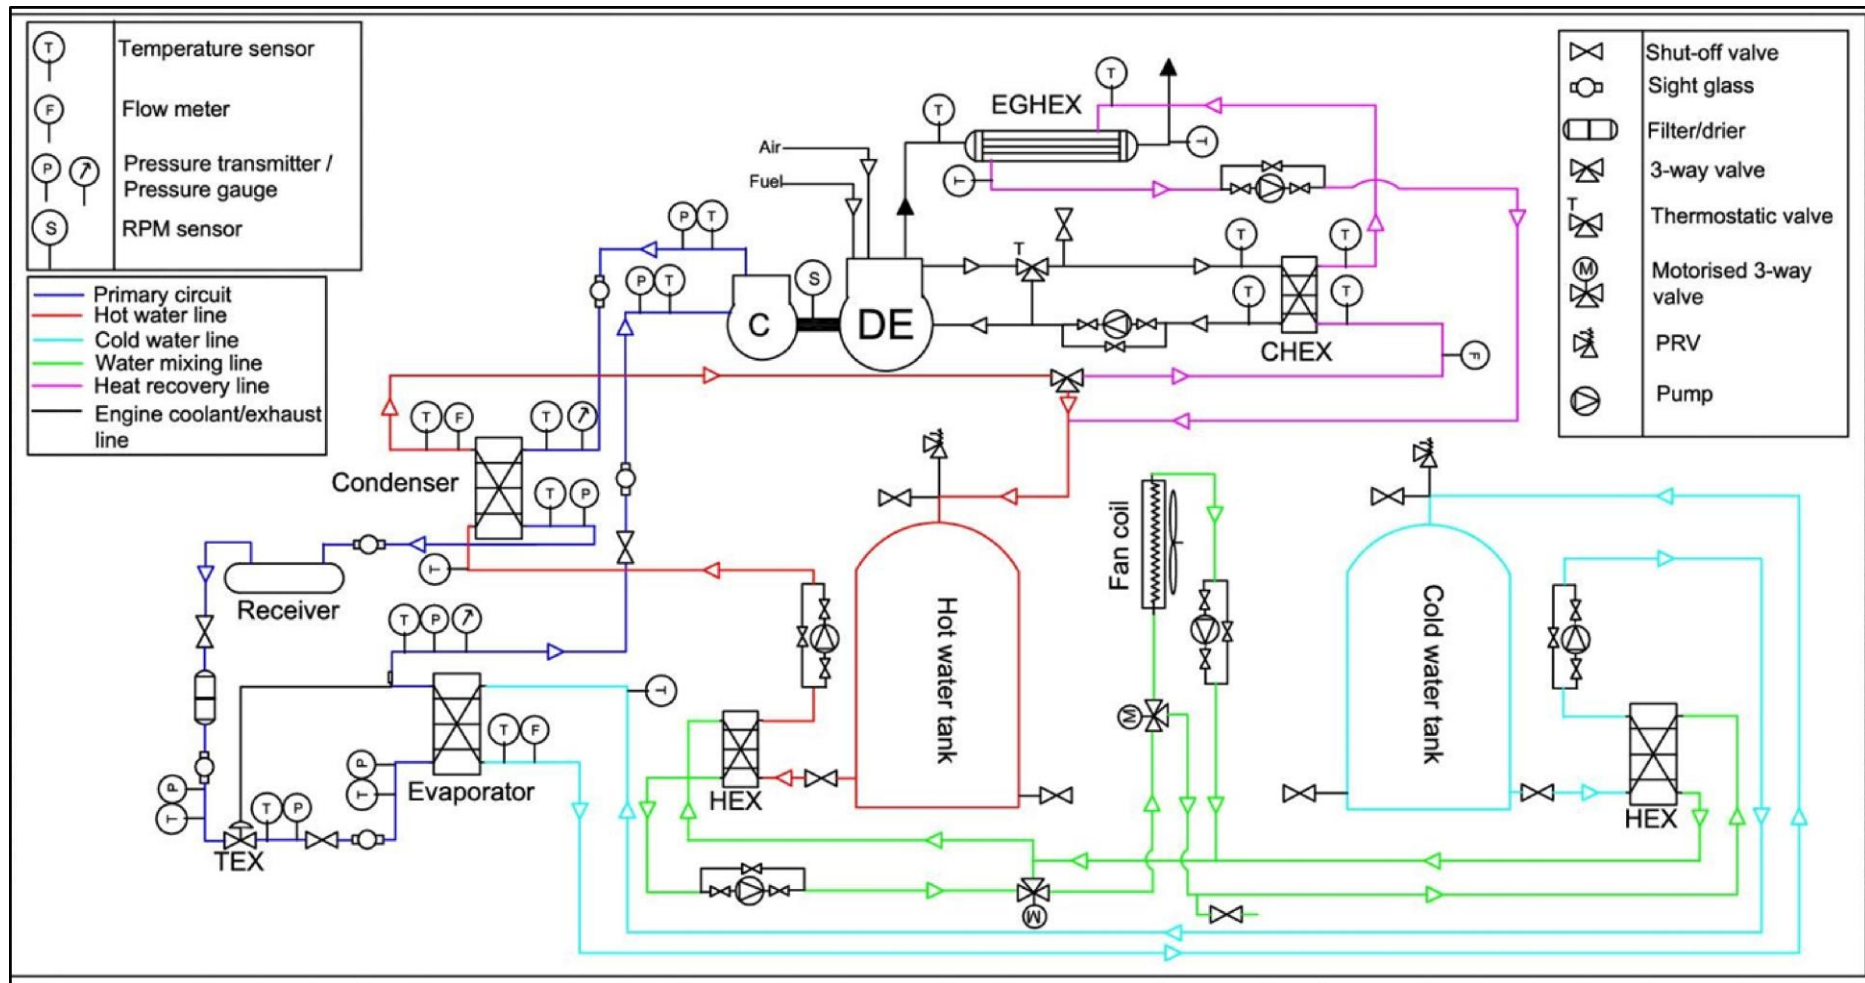 T
Temperature sensor
F
Flow meter
P
Pressure transmitter /
Pressure gauge
S
RPM sensor
Primary circuit
Hot water line
Cold water line
Water mixing line
Heat recovery line
Engine coolant/exhaust
line
Shut-off valve
Sight glass
Filter/drier
3-way valve
T
Thermostatic valve
M
Motorised 3-way
valve
PRV
Pump
T
EGHEX
T
T
T
Air
Fuel
P T
P T
S
C
DE
T
T
T
T
T
CHEX
F
T F
T
Condenser
T P
T
Receiver
T P
T
Evaporator
T F
P
T
P
T
T P
TEX
HEX
Hot water tank
Fan coil
M
M
Cold water tank
HEX